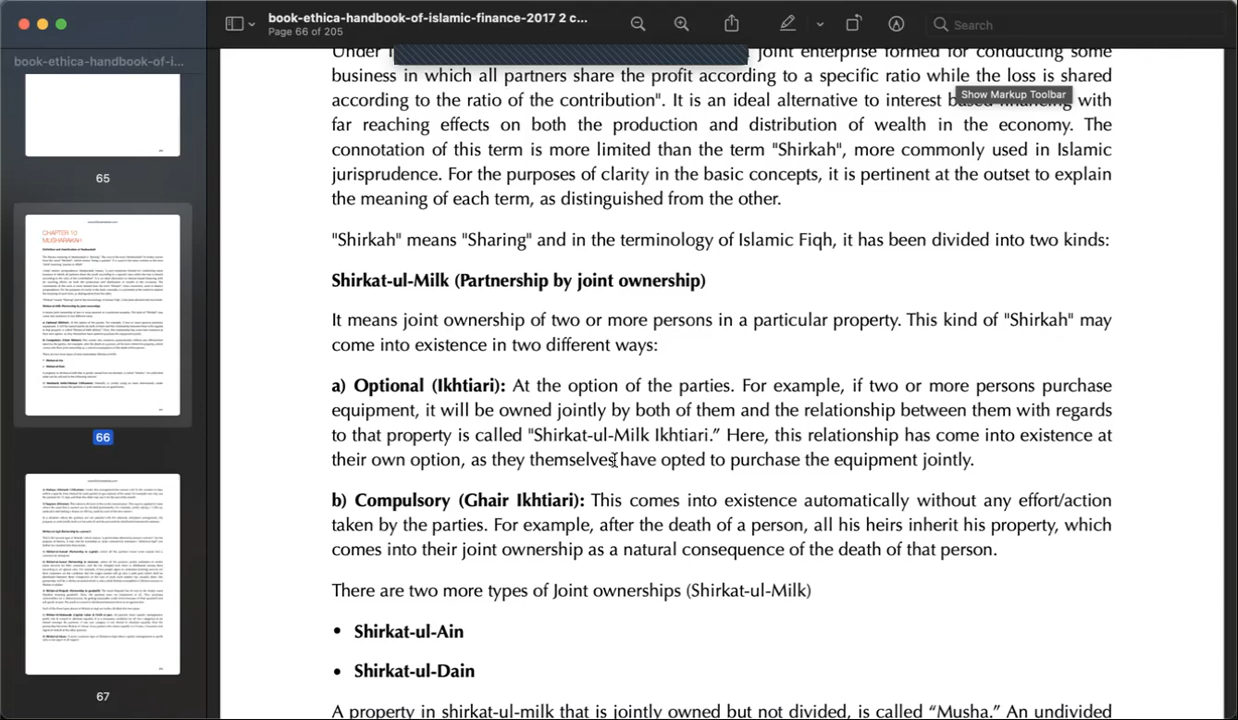 book-ethica-handbook-of-islamic-finance-2017 2 c...
Page 66 of 205
Search
book-ethica-handbook-of-i...
Under joint enterprise formed for conducting some
business in which all partners share the profit according to a specific ratio while the loss is shared
Show Markup Toolbar
according to the ratio of the contribution". It is an ideal alternative to interest based financing with
far reaching effects on both the production and distribution of wealth in the economy. The
connotation of this term is more limited than the term "Shirkah", more commonly used in Islamic
jurisprudence. For the purposes of clarity in the basic concepts, it is pertinent at the outset to explain
the meaning of each term, as distinguished from the other.
"Shirkah" means "Sharing" and in the terminology of Islamic Fiqh, it has been divided into two kinds:
Shirkat-ul-Milk (Partnership by joint ownership)
It means joint ownership of two or more persons in a particular property. This kind of "Shirkah" may
come into existence in two different ways:
a) Optional (Ikhtiari): At the option of the parties. For example, if two or more persons purchase
equipment, it will be owned jointly by both of them and the relationship between them with regards
to that property is called "Shirkat-ul-Milk Ikhtiari.” Here, this relationship has come into existence at
their own option, as they themselves have opted to purchase the equipment jointly.
b) Compulsory (Ghair Ikhtiari): This comes into existence automatically without any effort/action
taken by the parties. For example, after the death of a person, all his heirs inherit his property, which
comes into their joint ownership as a natural consequence of the death of that person.
There are two more types of Joint ownerships (Shirkat-ul-Milk)
• Shirkat-ul-Ain
• Shirkat-ul-Dain
A property in shirkat-ul-milk that is jointly owned but not divided, is called “Musha.” An undivided
65
CHAPTER 10
MUSHARAKAH
66
67